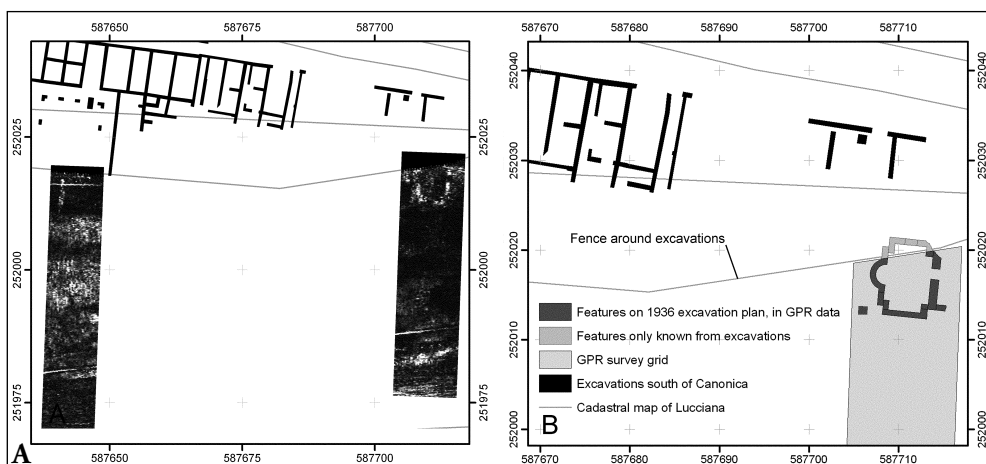 587650 587675 587700
252025
252000
251975
252025
252000
251975
A
A
587650 587675 587700
587670 587680 587690 587700 587710
252040
252030
252020
252010
252000
252040
252030
252020
252010
252000
Fence around excavations
Features on 1936 excavation plan, in GPR data
Features only known from excavations
GPR survey grid
Excavations south of Canonica
Cadastral map of Lucciana
B
587670 587680 587690 587700 587710